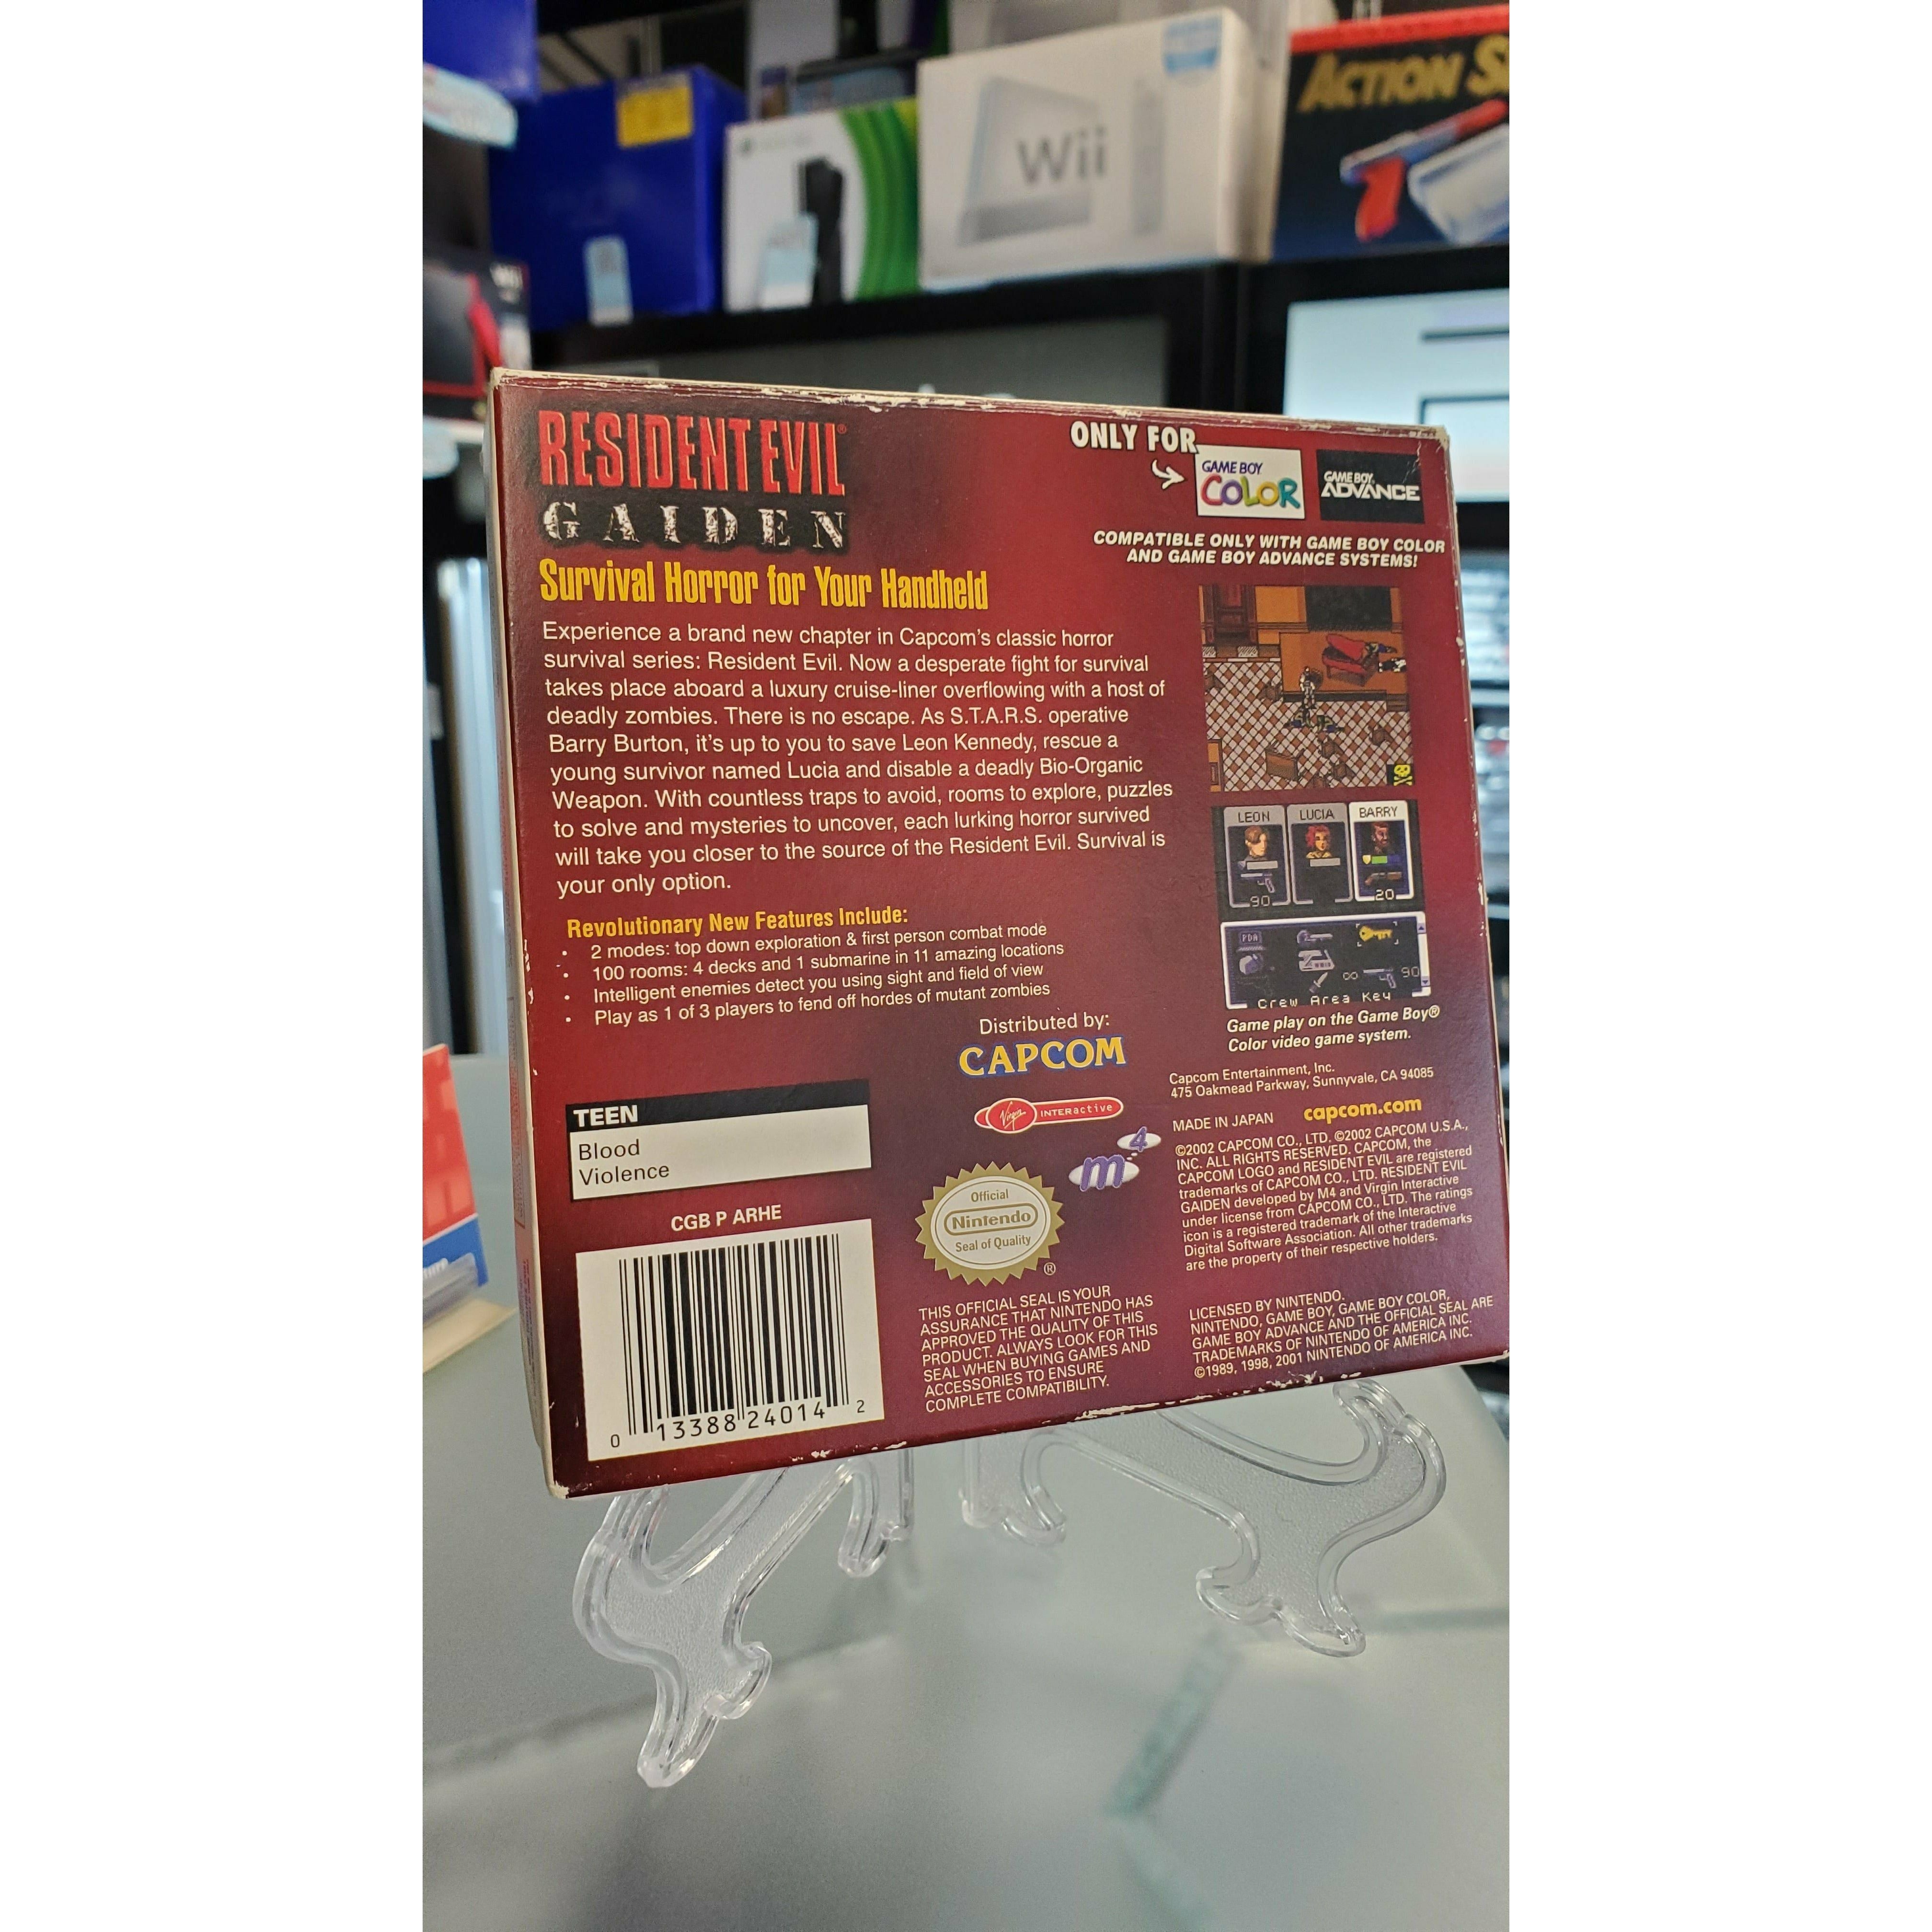 Wii
ACTION S
RESIDENT EVIL®
GAIDEN
Survival Horror for Your Handheld
Experience a brand new chapter in Capcom's classic horror
survival series: Resident Evil. Now a desperate fight for survival
takes place aboard a luxury cruise-liner overflowing with a host of
deadly zombies. There is no escape. As S.T.A.R.S. operative
Barry Burton, it's up to you to save Leon Kennedy, rescue a
young survivor named Lucia and disable a deadly Bio-Organic
Weapon. With countless traps to avoid, rooms to explore, puzzles
to solve and mysteries to uncover, each lurking horror survived
will take you closer to the source of the Resident Evil. Survival is
your only option.
Revolutionary New Features Include:
• 2 modes: top down exploration & first person combat mode
• 100 rooms: 4 decks and 1 submarine in 11 amazing locations
• Intelligent enemies detect you using sight and field of view
• Play as 1 of 3 players to fend off hordes of mutant zombies
ONLY FOR
GAME BOY
COLOR
GAME BOY
ADVANCE
COMPATIBLE ONLY WITH GAME BOY COLOR
AND GAME BOY ADVANCE SYSTEMS!
LEON LUCIA BARRY
90 20
PDA
∞ 90
Crew Area Key
Game play on the Game Boy®
Color video game system.
Distributed by:
CAPCOM
Virgin INTERactive
m4
TEEN
Blood
Violence
CGB P ARHE
0 13388 24014 2
Official
Nintendo
Seal of Quality
®
THIS OFFICIAL SEAL IS YOUR
ASSURANCE THAT NINTENDO HAS
APPROVED THE QUALITY OF THIS
PRODUCT. ALWAYS LOOK FOR THIS
SEAL WHEN BUYING GAMES AND
ACCESSORIES TO ENSURE
COMPLETE COMPATIBILITY.
Capcom Entertainment, Inc.
475 Oakmead Parkway, Sunnyvale, CA 94085
MADE IN JAPAN capcom.com
©2002 CAPCOM CO., LTD. ©2002 CAPCOM U.S.A.,
INC. ALL RIGHTS RESERVED. CAPCOM, the
CAPCOM LOGO and RESIDENT EVIL are registered
trademarks of CAPCOM CO., LTD. RESIDENT EVIL
GAIDEN developed by M4 and Virgin Interactive
under license from CAPCOM CO., LTD. The ratings
icon is a registered trademark of the Interactive
Digital Software Association. All other trademarks
are the property of their respective holders.
LICENSED BY NINTENDO.
NINTENDO, GAME BOY, GAME BOY COLOR,
GAME BOY ADVANCE AND THE OFFICIAL SEAL ARE
TRADEMARKS OF NINTENDO OF AMERICA INC.
©1989, 1998, 2001 NINTENDO OF AMERICA INC.